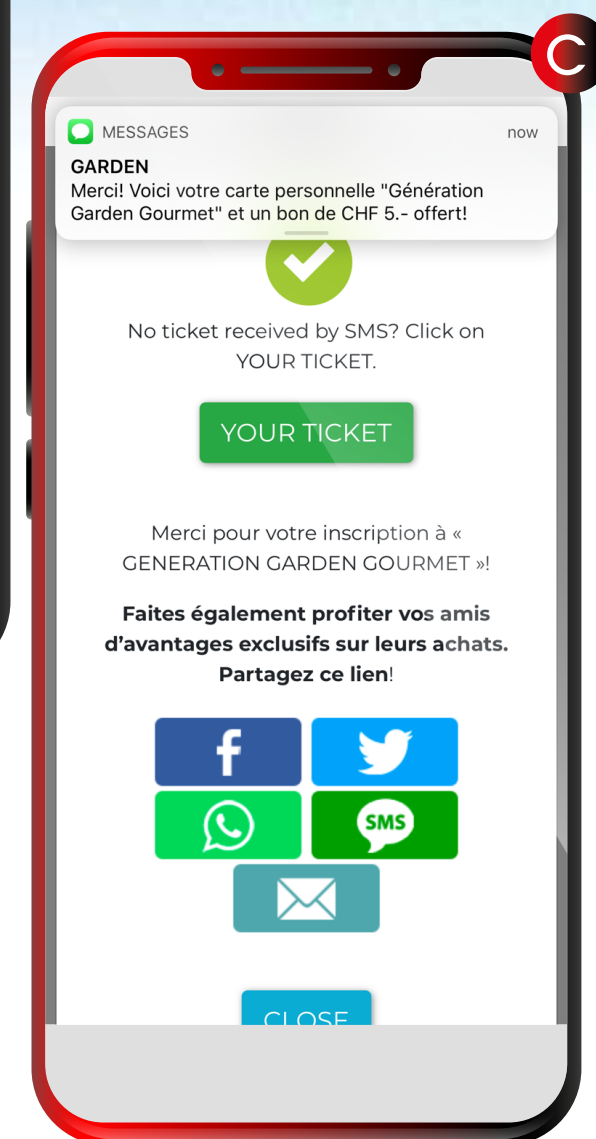 C
MESSAGES now
GARDEN
Merci! Voici votre carte personnelle "Génération
Garden Gourmet" et un bon de CHF 5.- offert!
No ticket received by SMS? Click on
YOUR TICKET.
YOUR TICKET
Merci pour votre inscription à «
GENERATION GARDEN GOURMET »!
Faites également profiter vos amis
d’avantages exclusifs sur leurs achats.
Partagez ce lien!
f
SMS
CLOSE